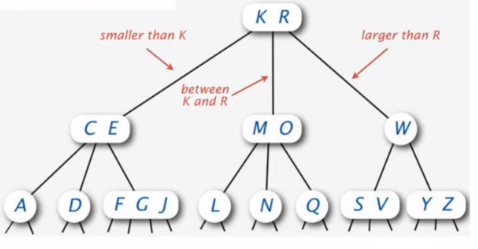 K R
smaller than K
larger than R
between
K and R
C E
M O
W
A
D
F G J
L
N
Q
S V
Y Z